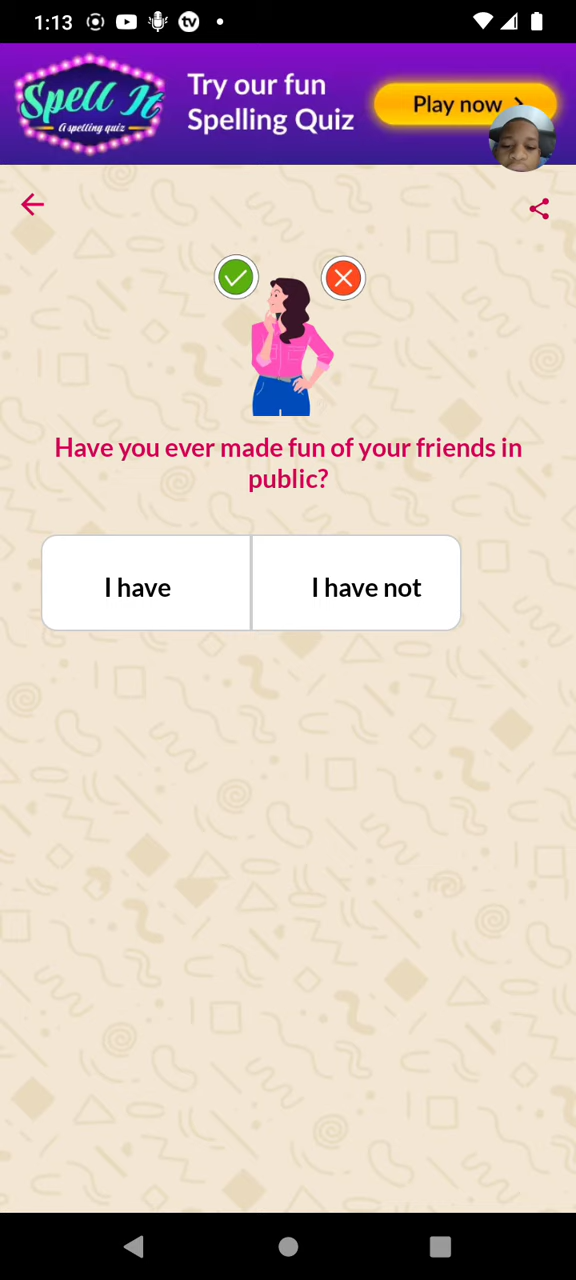 1:13
tv
Spell It
A spelling quiz
Try our fun
Spelling Quiz
Play now
Have you ever made fun of your friends in
public?
I have
I have not